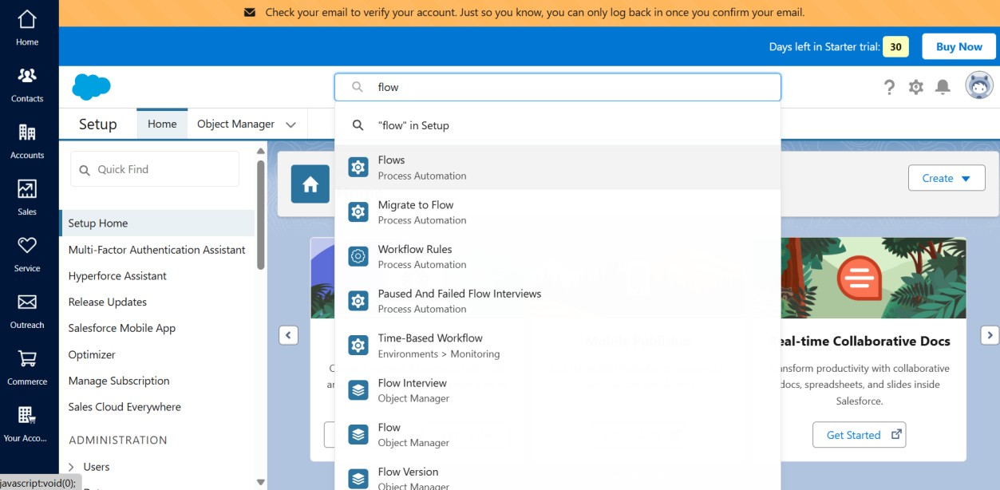 Check your email to verify your account. Just so you know, you can only log back in once you confirm your email.
Days left in Starter trial: 30
Buy Now
Home
Contacts
Accounts
Sales
Service
Outreach
Commerce
Your Acco...
flow
Setup
Home
Object Manager
"flow" in Setup
Flows
Process Automation
Migrate to Flow
Process Automation
Workflow Rules
Process Automation
Paused And Failed Flow Interviews
Process Automation
Time-Based Workflow
Environments > Monitoring
Flow Interview
Object Manager
Flow
Object Manager
Flow Version
Object Manager
Quick Find
Setup Home
Multi-Factor Authentication Assistant
Hyperforce Assistant
Release Updates
Salesforce Mobile App
Optimizer
Manage Subscription
Sales Cloud Everywhere
ADMINISTRATION
Users
javascript:void(0);
Create
eal-time Collaborative Docs
nsform productivity with collaborative
docs, spreadsheets, and slides inside
Salesforce.
Get Started